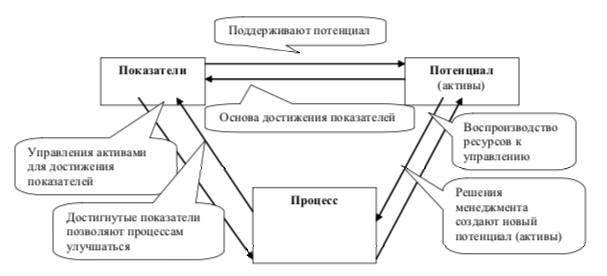 Поддерживают потенциал
Показатели
Потенциал
(активы)
Основа достижения показателей
Управления активами
для достижения
показателей
Воспроизводство
ресурсов к
управлению
Достигнутые показатели
позволяют процессам
улучшаться
Процесс
Решения
менеджмента
создают новый
потенциал (активы)